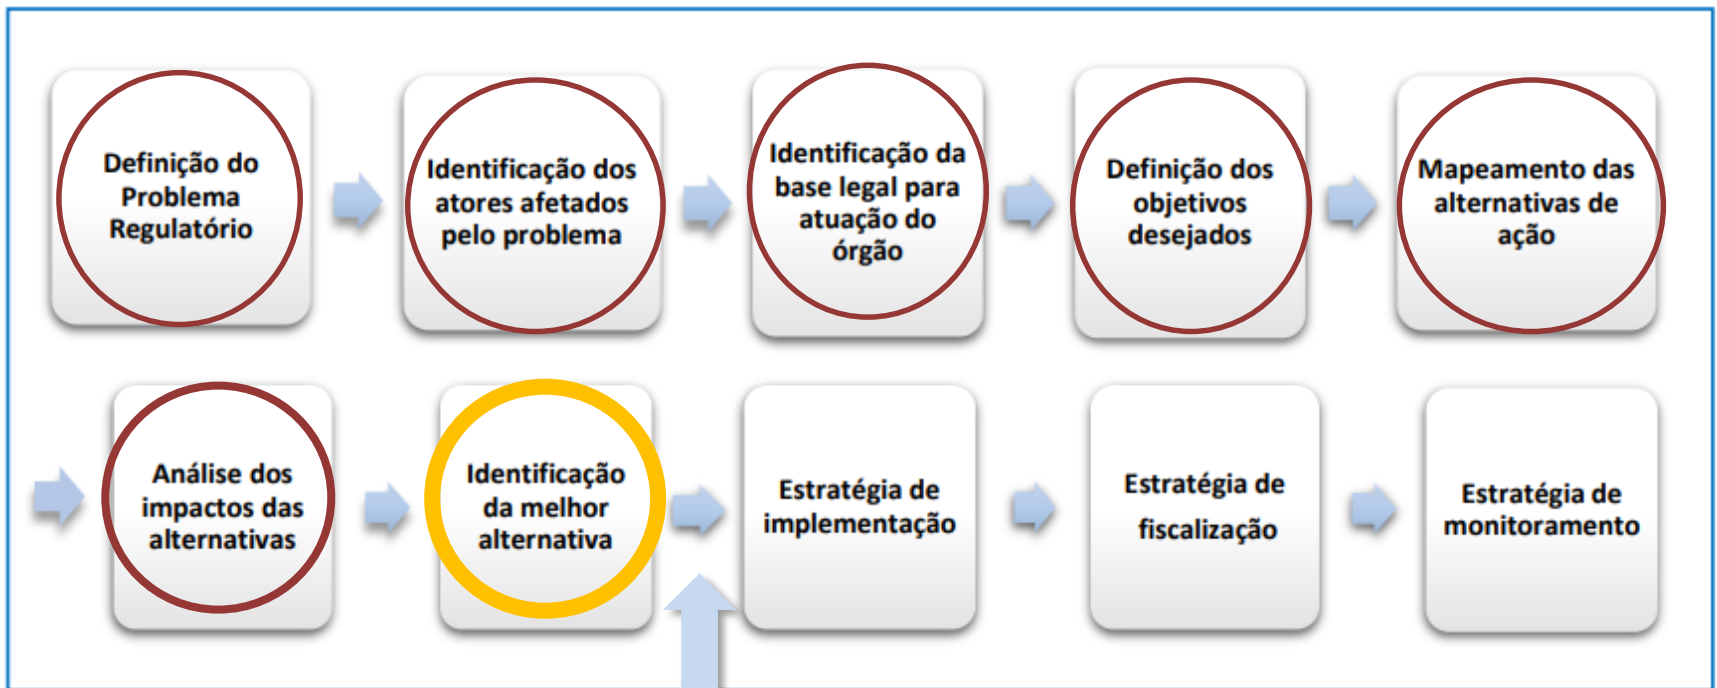 Definição do
Problema
Regulatório
Identificação dos
atores afetados
pelo problema
Identificação da
base legal para
atuação do
órgão
Definição dos
objetivos
desejados
Mapeamento das
alternativas de
ação
Análise dos
impactos das
alternativas
Identificação
da melhor
alternativa
Estratégia de
implementação
Estratégia de
fiscalização
Estratégia de
monitoramento